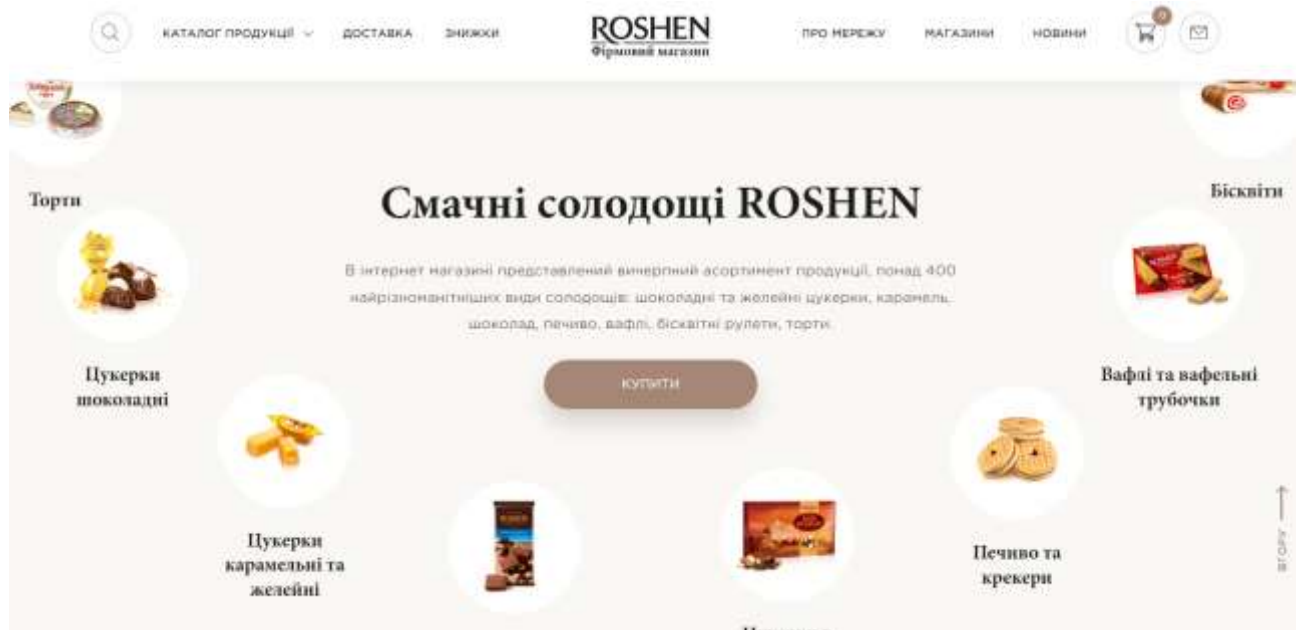 КАТАЛОГ ПРОДУКЦІЇ
ДОСТАВКА
ЗНИЖКИ
ROSHEN
Фірмовий магазин
ПРО МЕРЕЖУ
МАГАЗИНИ
НОВИНИ
0
Торти
Бісквіти
Смачні солодощі ROSHEN
В інтернет магазині представлений вичерпний асортимент продукції, понад 400
найрізноманітніших види солодощів: шоколадні та желейні цукерки, карамель,
шоколад, печиво, вафлі, бісквітні рулети, торти.
КУПИТИ
Цукерки
шоколадні
Вафлі та вафельні
трубочки
Цукерки
карамельні та
желейні
ROSHEN
Печиво та
крекери
ВГОРУ